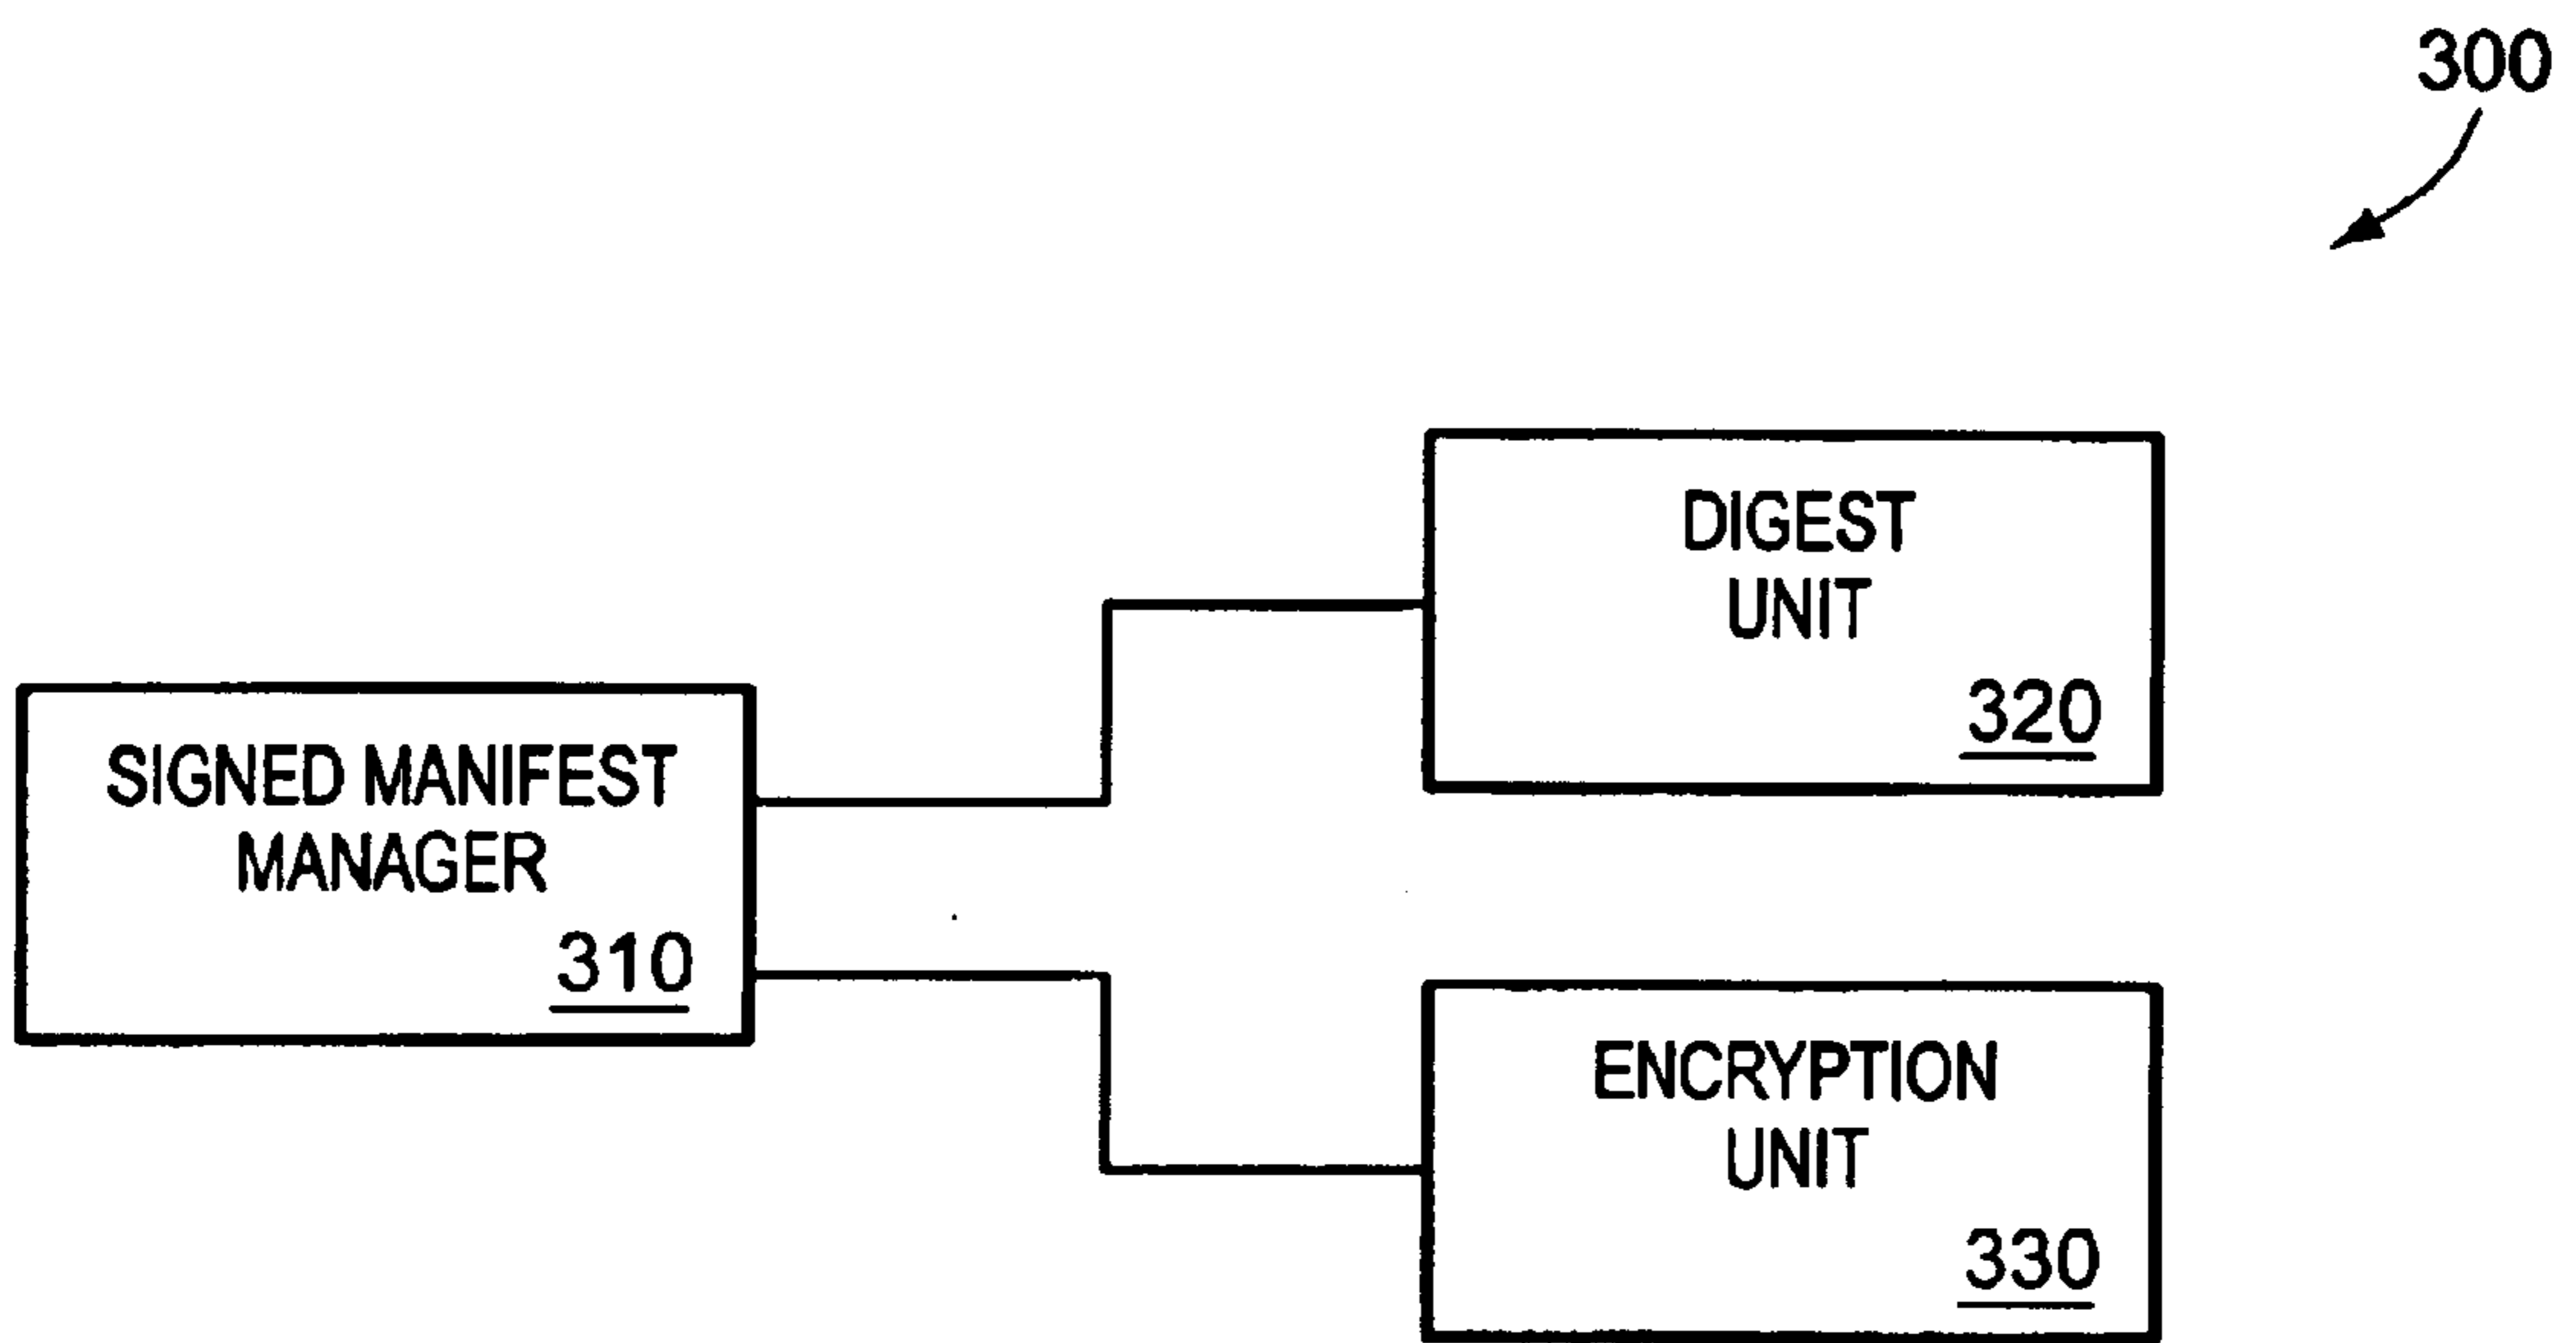 300
DIGEST
UNIT
320
SIGNED MANIFEST
MANAGER
310
ENCRYPTION
UNIT
330